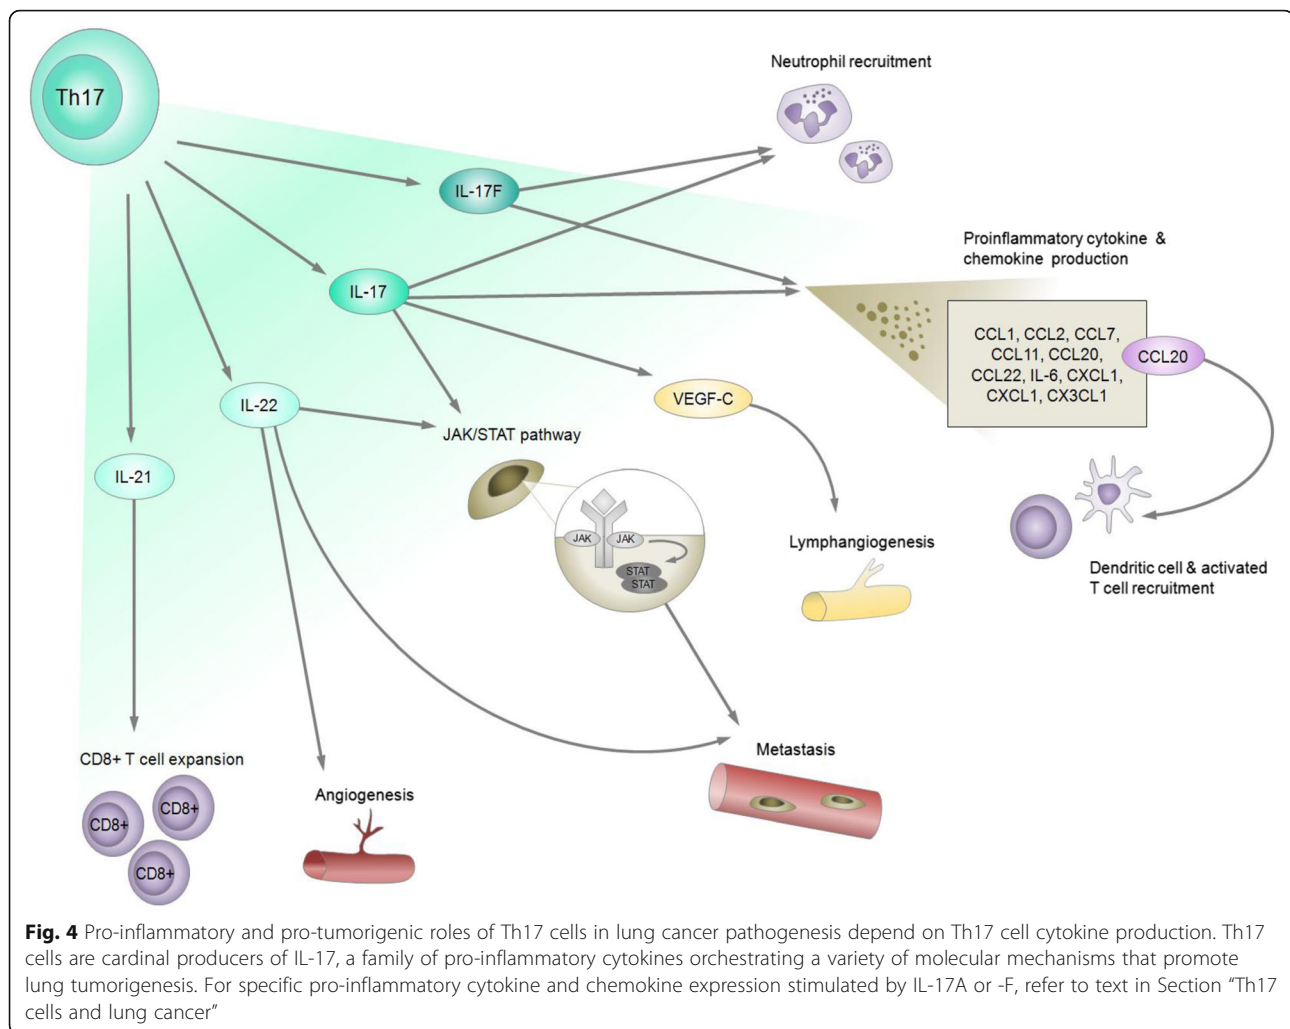 Th17
Neutrophil recruitment
IL-17F
Proinflammatory cytokine &
chemokine production
IL-17
CCL1, CCL2, CCL7,
CCL11, CCL20,
CCL22, IL-6, CXCL1,
CXCL1, CX3CL1
CCL20
IL-22
VEGF-C
JAK/STAT pathway
IL-21
JAK
JAK
STAT
STAT
Lymphangiogenesis
Dendritic cell & activated
T cell recruitment
Metastasis
CD8+ T cell expansion
Angiogenesis
CD8+
CD8+
CD8+
Fig. 4 Pro-inflammatory and pro-tumorigenic roles of Th17 cells in lung cancer pathogenesis depend on Th17 cell cytokine production. Th17
cells are cardinal producers of IL-17, a family of pro-inflammatory cytokines orchestrating a variety of molecular mechanisms that promote
lung tumorigenesis. For specific pro-inflammatory cytokine and chemokine expression stimulated by IL-17A or -F, refer to text in Section “Th17
cells and lung cancer”